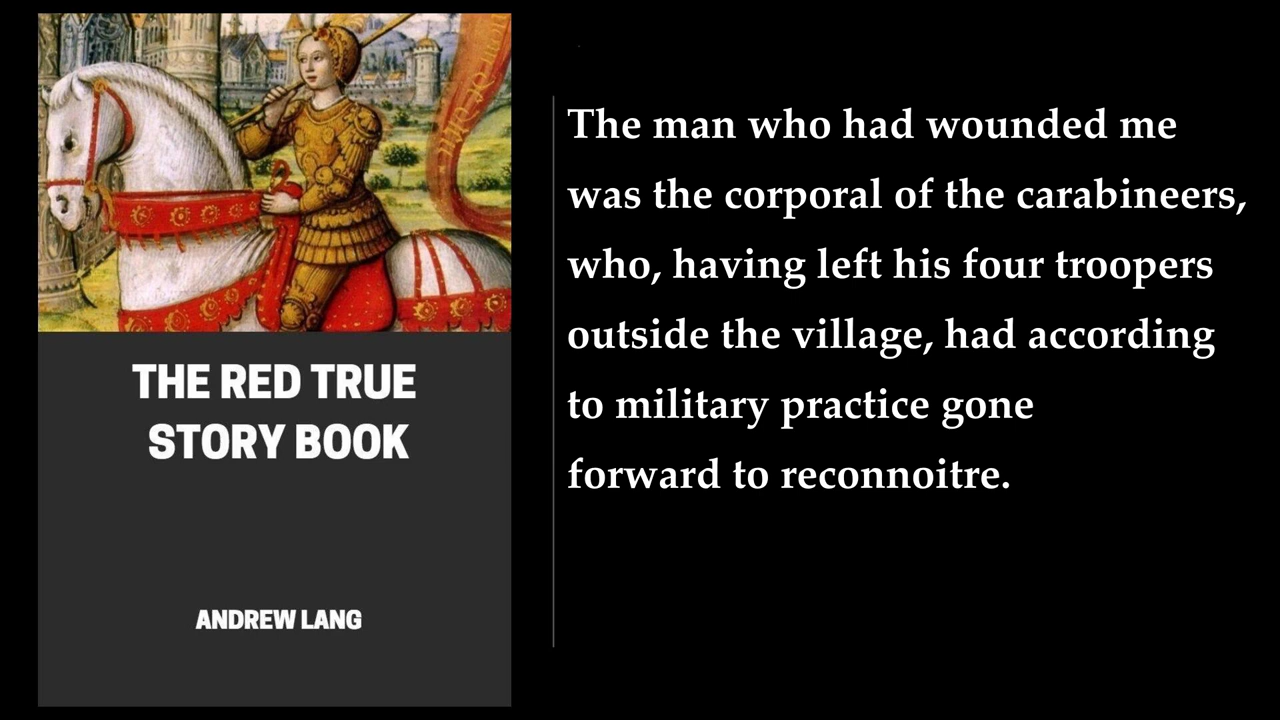 THE RED TRUE
STORY BOOK
ANDREW LANG
The man who had wounded me
was the corporal of the carabineers,
who, having left his four troopers
outside the village, had according
to military practice gone
forward to reconnoitre.